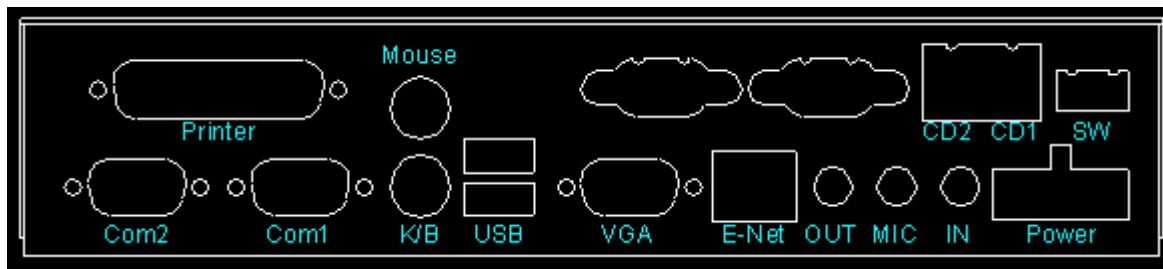 Mouse
Printer
CD2 CD1 SW
Com2 Com1 K/B USB VGA E-Net OUT MIC IN Power